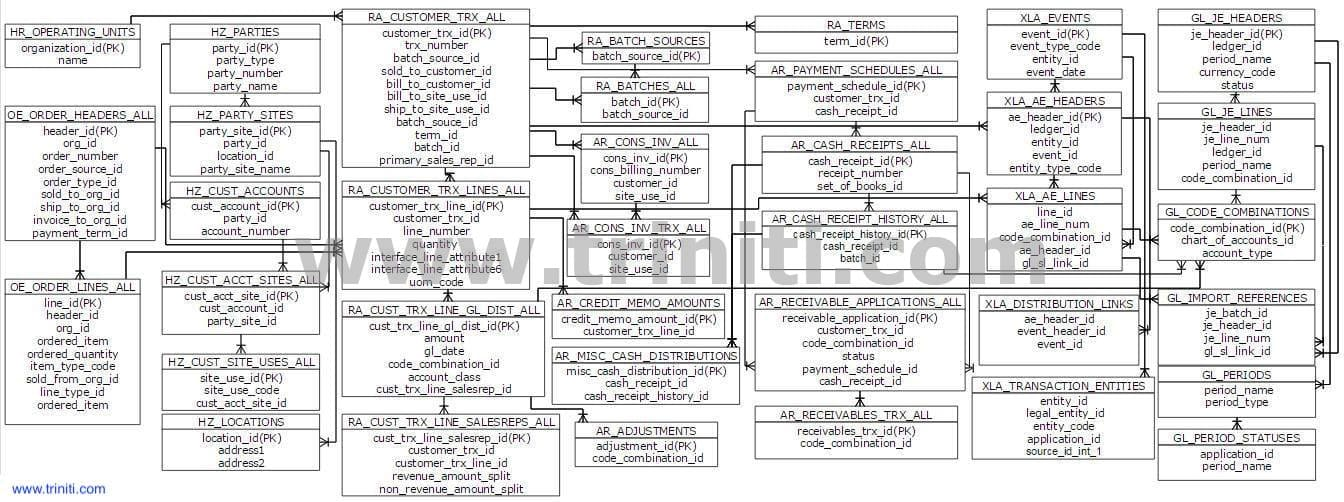 HR_OPERATING_UNITS
organization_id(PK)
name
OE_ORDER_HEADERS_ALL
header_id(PK)
org_id
order_number
order_source_id
order_type_id
sold_to_org_id
ship_to_org_id
invoice_to_org_id
payment_term_id
OE_ORDER_LINES_ALL
line_id(PK)
header_id
org_id
ordered_item
ordered_quantity
item_type_code
sold_from_org_id
line_type_id
ordered_item
www.triniti.com
HZ_PARTIES
party_id(PK)
party_type
party_number
party_name
HZ_PARTY_SITES
party_site_id(PK)
party_id
location_id
party_site_name
HZ_CUST_ACCOUNTS
cust_account_id(PK)
party_id
account_number
HZ_CUST_ACCT_SITES_ALL
cust_acct_site_id(PK)
cust_account_id
party_site_id
HZ_CUST_SITE_USES_ALL
site_use_id(PK)
site_use_code
cust_acct_site_id
HZ_LOCATIONS
location_id(PK)
address1
address2
RA_CUSTOMER_TRX_ALL
customer_trx_id(PK)
trx_number
batch_source_id
sold_to_customer_id
bill_to_customer_id
bill_to_site_use_id
ship_to_site_use_id
batch_souce_id
term_id
batch_id
primary_sales_rep_id
RA_CUSTOMER_TRX_LINES_ALL
customer_trx_line_id(PK)
customer_trx_id
line_number
quantity
interface_line_attribute1
interface_line_attribute6
uom_code
RA_CUST_TRX_LINE_GL_DIST_ALL
cust_trx_line_gl_dist_id(PK)
amount
gl_date
code_combination_id
account_class
cust_trx_line_salesrep_id
RA_CUST_TRX_LINE_SALESREPS_ALL
cust_trx_line_salesrep_id(PK)
customer_trx_id
customer_trx_line_id
revenue_amount_split
non_revenue_amount_split
RA_BATCH_SOURCES
batch_source_id(PK)
RA_BATCHES_ALL
batch_id(PK)
batch_source_id
AR_CONS_INV_ALL
cons_inv_id(PK)
cons_billing_number
customer_id
site_use_id
AR_CONS_INV_TRX_ALL
cons_inv_id(PK)
customer_id
site_use_id
AR_CREDIT_MEMO_AMOUNTS
credit_memo_amount_id(PK)
customer_trx_line_id
AR_MISC_CASH_DISTRIBUTIONS
misc_cash_distribution_id(PK)
cash_receipt_id
cash_receipt_history_id
AR_ADJUSTMENTS
adjustment_id(PK)
code_combination_id
RA_TERMS
term_id(PK)
AR_PAYMENT_SCHEDULES_ALL
payment_schedule_id(PK)
customer_trx_id
cash_receipt_id
AR_CASH_RECEIPTS_ALL
cash_receipt_id(PK)
receipt_number
set_of_books_id
AR_CASH_RECEIPT_HISTORY_ALL
cash_receipt_history_id(PK)
cash_receipt_id
batch_id
AR_RECEIVABLE_APPLICATIONS_ALL
receivable_application_id(PK)
customer_trx_id
code_combination_id
status
payment_schedule_id
cash_receipt_id
AR_RECEIVABLES_TRX_ALL
receivables_trx_id(PK)
code_combination_id
XLA_EVENTS
event_id(PK)
event_type_code
entity_id
event_date
XLA_AE_HEADERS
ae_header_id(PK)
ledger_id
entity_id
event_id
entity_type_code
XLA_AE_LINES
line_id
ae_line_num
code_combination_id
ae_header_id
gl_sl_link_id
XLA_DISTRIBUTION_LINKS
ae_header_id
event_header_id
event_id
XLA_TRANSACTION_ENTITIES
entity_id
legal_entity_id
entity_code
application_id
source_id_int_1
GL_JE_HEADERS
je_header_id(PK)
ledger_id
period_name
currency_code
status
GL_JE_LINES
je_header_id
je_line_num
ledger_id
period_name
code_combination_id
GL_CODE_COMBINATIONS
code_combination_id(PK)
chart_of_accounts_id
account_type
GL_IMPORT_REFERENCES
je_batch_id
je_header_id
je_line_num
gl_sl_link_id
GL_PERIODS
period_name
period_type
GL_PERIOD_STATUSES
application_id
period_name
www.triniti.com